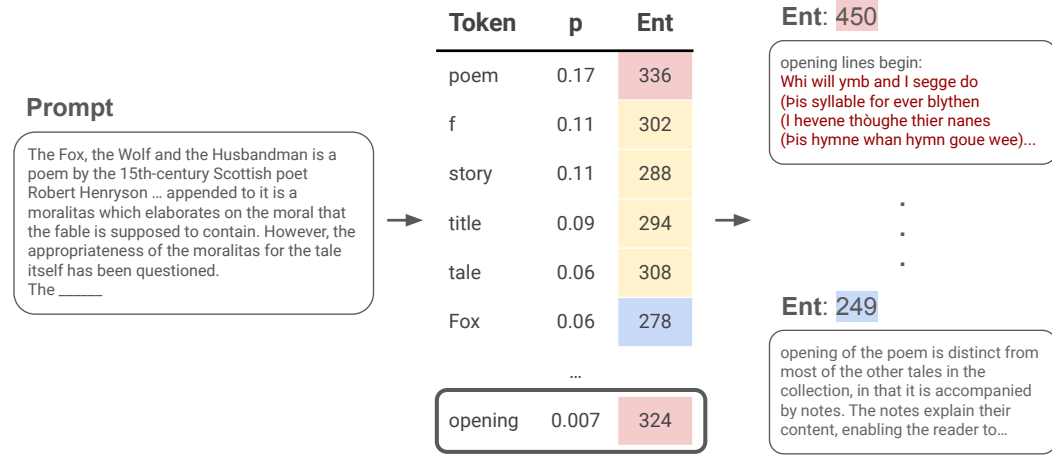 Prompt
The Fox, the Wolf and the Husbandman is a
poem by the 15th-century Scottish poet
Robert Henryson ... appended to it is a
moralitas which elaborates on the moral that
the fable is supposed to contain. However, the
appropriateness of the moralitas for the tale
itself has been questioned.
The ______
Token p Ent
poem 0.17 336
f 0.11 302
story 0.11 288
title 0.09 294
tale 0.06 308
Fox 0.06 278
...
opening 0.007 324
Ent: 450
opening lines begin:
Whi will ymb and I segge do
(Þis syllable for ever blythen
(I hevene thòughe thier nanes
(Þis hymne whan hymn goue wee)...
.
.
.
Ent: 249
opening of the poem is distinct from
most of the other tales in the
collection, in that it is accompanied
by notes. The notes explain their
content, enabling the reader to...